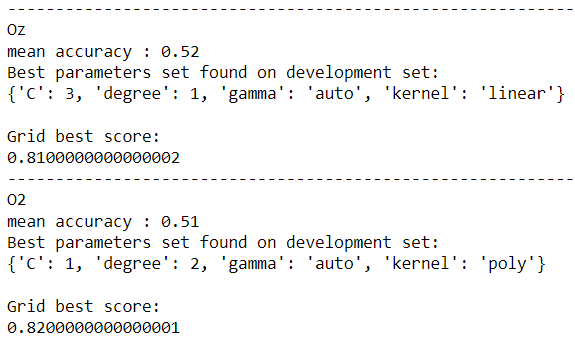 ------------------------------------------------------------
Oz
mean accuracy : 0.52
Best parameters set found on development set:
{'C': 3, 'degree': 1, 'gamma': 'auto', 'kernel': 'linear'}
Grid best score:
0.8100000000000002
------------------------------------------------------------
O2
mean accuracy : 0.51
Best parameters set found on development set:
{'C': 1, 'degree': 2, 'gamma': 'auto', 'kernel': 'poly'}
Grid best score:
0.8200000000000001